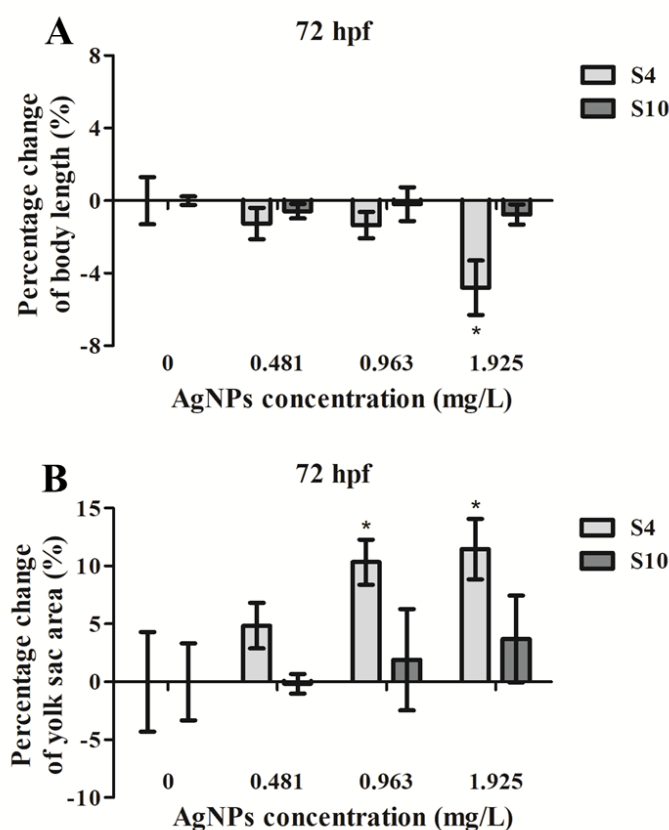 A
72 hpf
Percentage change
of body length (%)
8
4
0
-4
-8
*
0 0.481 0.963 1.925
AgNPs concentration (mg/L)
S4
S10
B
72 hpf
Percentage change
of yolk sac area (%)
15
10
5
0
-5
-10
* *
0 0.481 0.963 1.925
AgNPs concentration (mg/L)
S4
S10